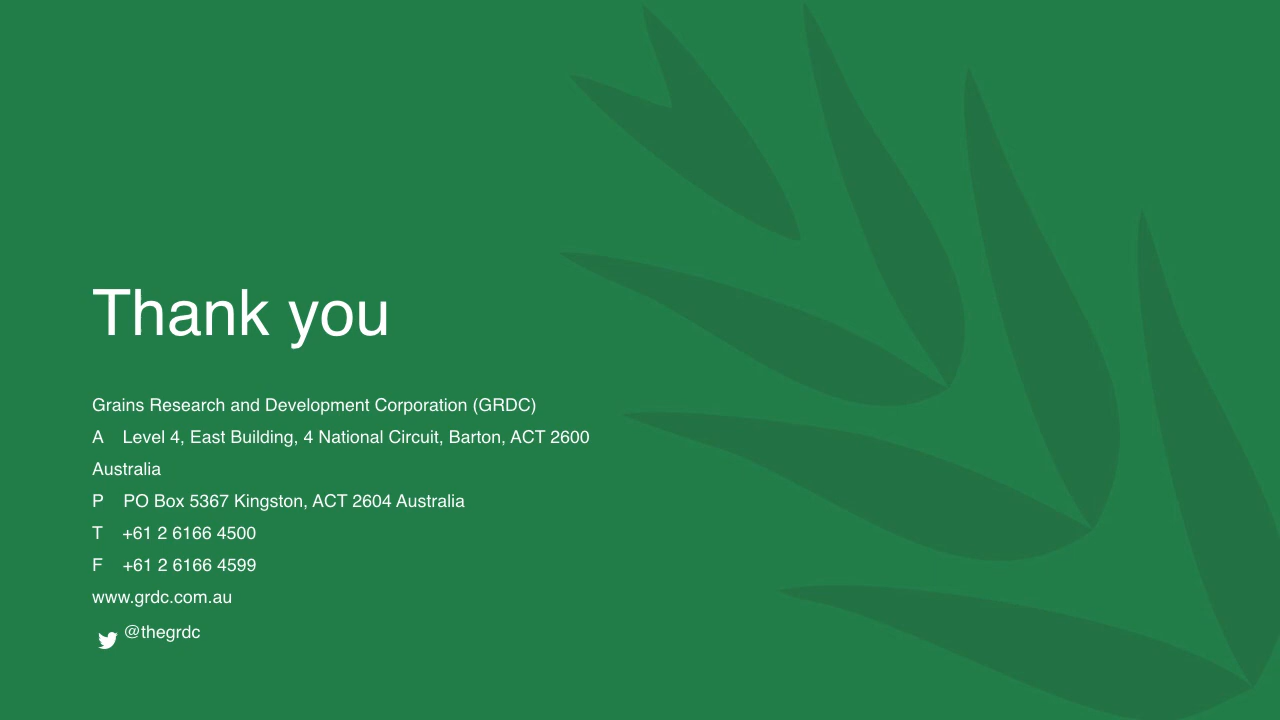 Thank you
Grains Research and Development Corporation (GRDC)
A Level 4, East Building, 4 National Circuit, Barton, ACT 2600
Australia
P PO Box 5367 Kingston, ACT 2604 Australia
T +61 2 6166 4500
F +61 2 6166 4599
www.grdc.com.au
@thegrdc